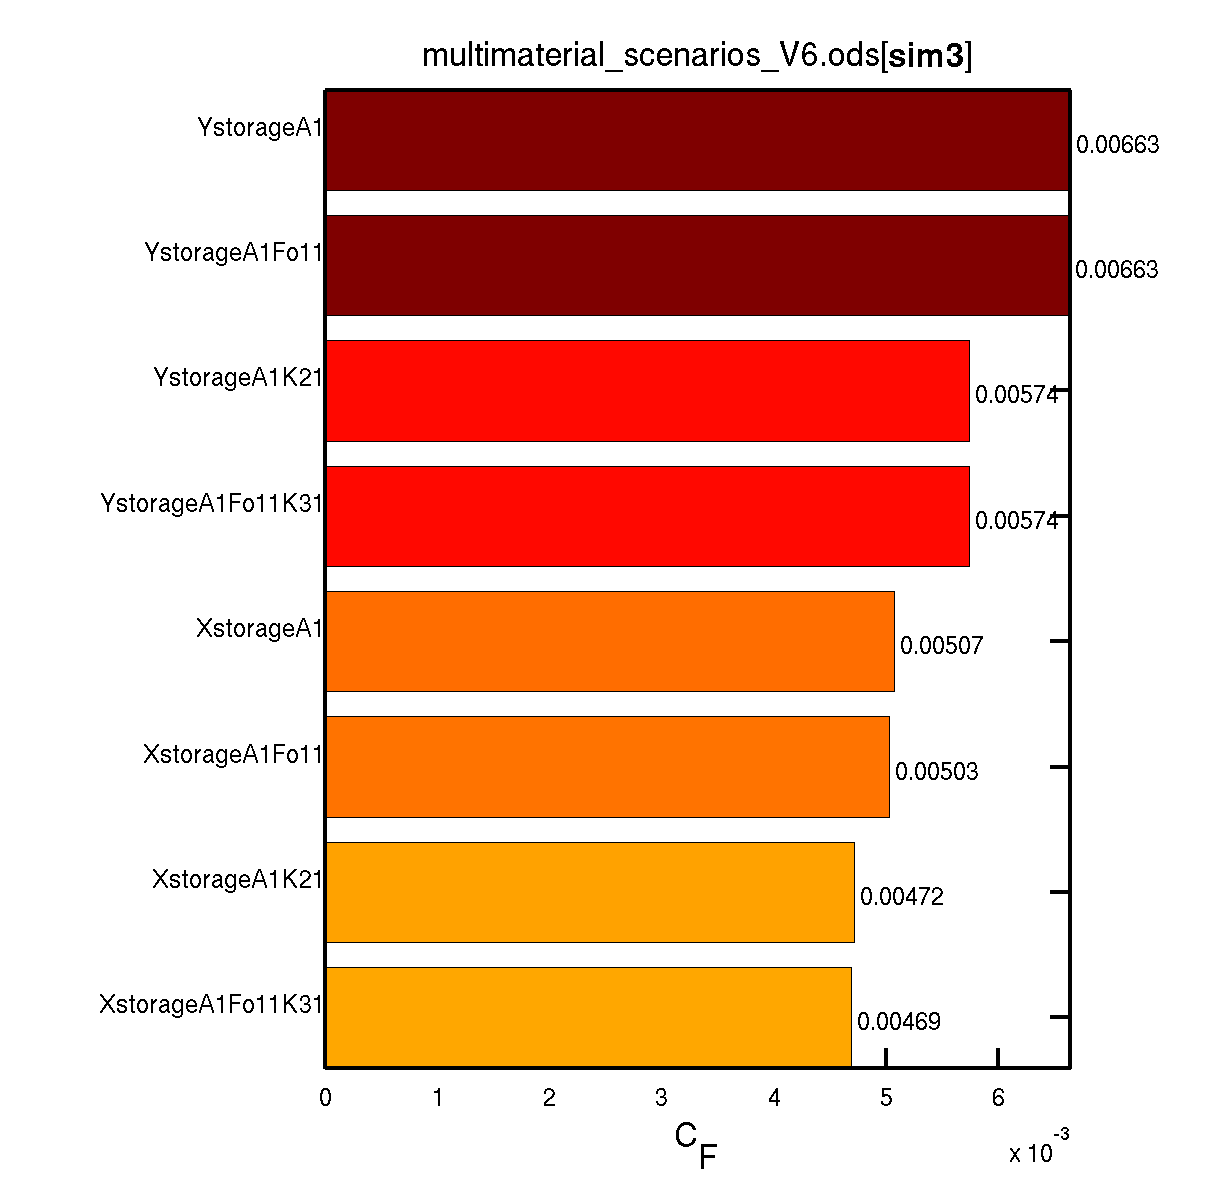 multimaterial_scenarios_V6.ods[sim3]
YstorageA1
0.00663
YstorageA1Fo11
0.00663
YstorageA1K21
0.00574
YstorageA1Fo11K31
0.00574
XstorageA1
0.00507
XstorageA1Fo11
0.00503
XstorageA1K21
0.00472
XstorageA1Fo11K31
0.00469
0 1 2 3 4 5 6
C_F
x 10^-3